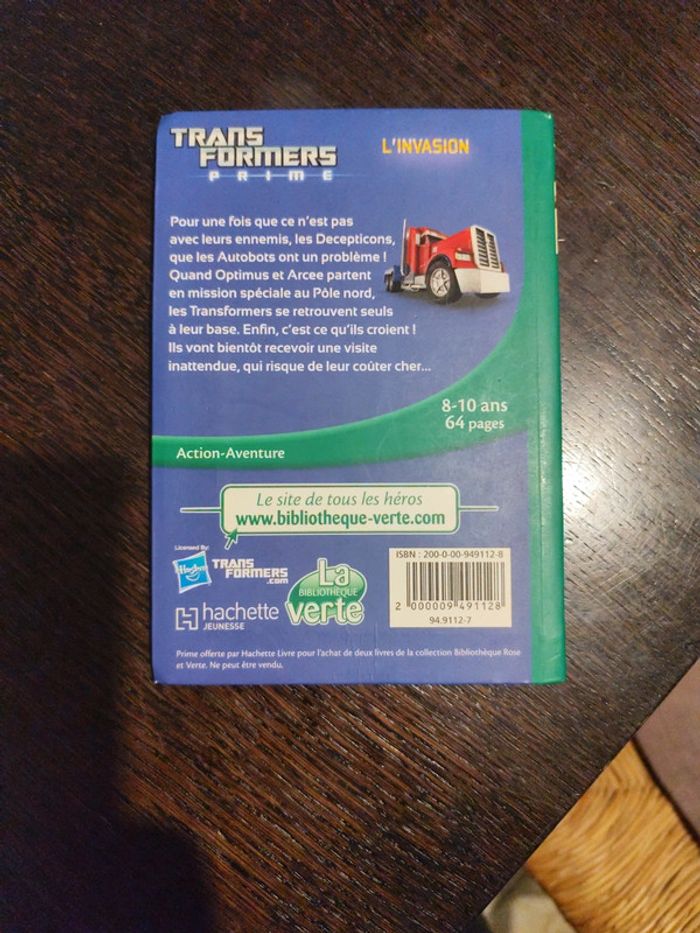 TRANS
FORMERS
PRIME
L'INVASION
Pour une fois que ce n'est pas
avec leurs ennemis, les Decepticons,
que les Autobots ont un problème !
Quand Optimus et Arcee partent
en mission spéciale au Pôle nord,
les Transformers se retrouvent seuls
à leur base. Enfin, c'est ce qu'ils croient !
Ils vont bientôt recevoir une visite
inattendue, qui risque de leur coûter cher...
8-10 ans
64 pages
Action-Aventure
Le site de tous les héros
www.bibliotheque-verte.com
Licensed By:
Hasbro
TRANS
FORMERS
.com
hachette
JEUNESSE
La
BIBLIOTHÈQUE
verte
ISBN : 200-0-00-949112-8
2 000009 491128
94.9112-7
Prime offerte par Hachette Livre pour l'achat de deux livres de la collection Bibliothèque Rose
et Verte. Ne peut être vendu.